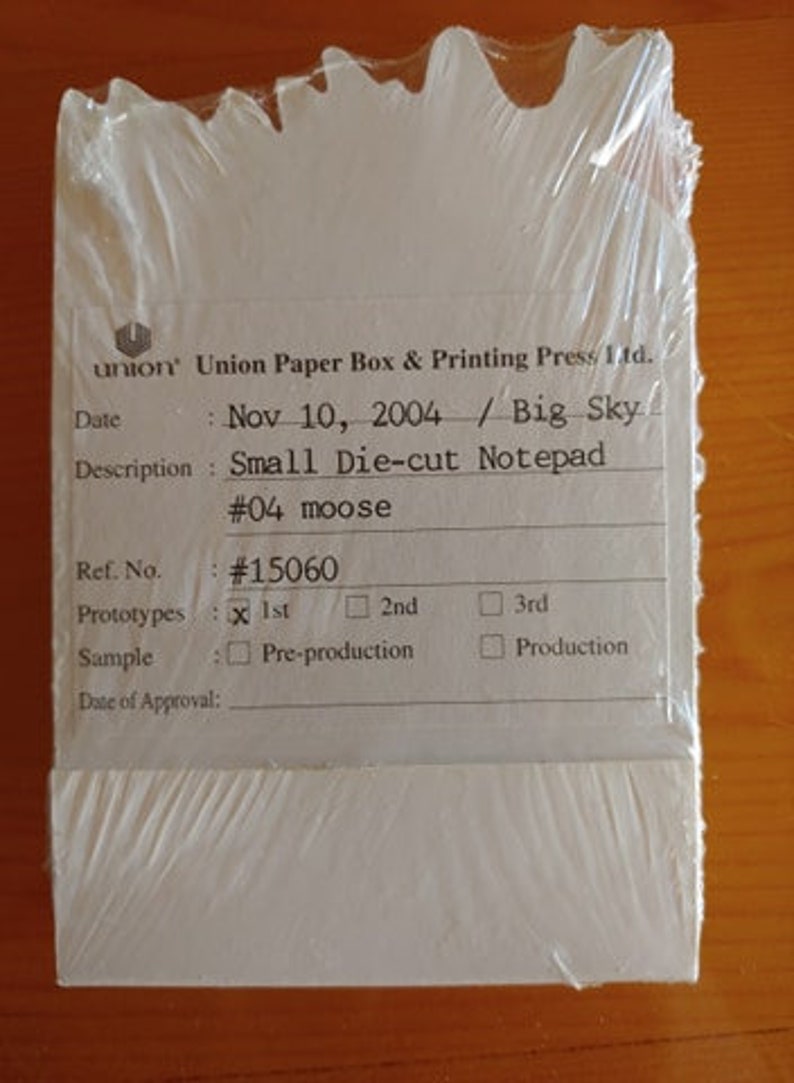 union® Union Paper Box & Printing Press Ltd.
Date : Nov 10, 2004 / Big Sky
Description : Small Die-cut Notepad
#04 moose
Ref. No. : #15060
Prototypes : x 1st 2nd 3rd
Sample : Pre-production Production
Date of Approval: